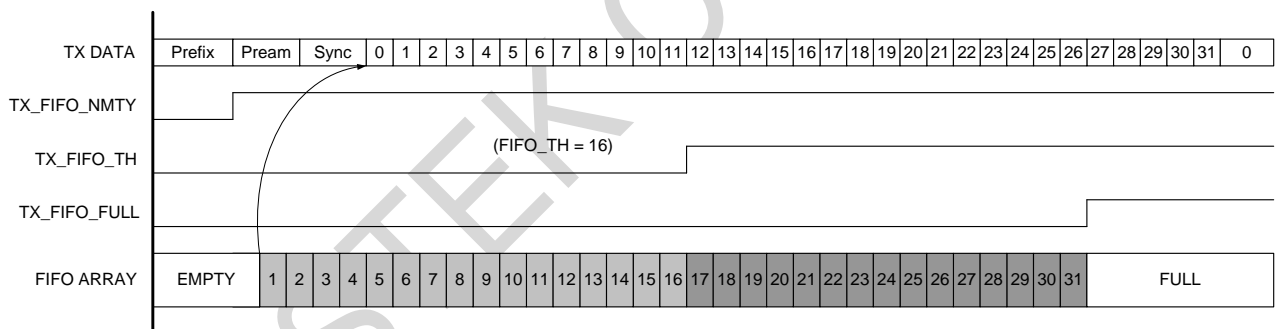 TX DATA Prefix Pream Sync 0 1 2 3 4 5 6 7 8 9 10 11 12 13 14 15 16 17 18 19 20 21 22 23 24 25 26 27 28 29 30 31 0
TX_FIFO_NMTY
(FIFO_TH = 16)
TX_FIFO_TH
TX_FIFO_FULL
FIFO ARRAY EMPTY 1 2 3 4 5 6 7 8 9 10 11 12 13 14 15 16 17 18 19 20 21 22 23 24 25 26 27 28 29 30 31 FULL
STEK